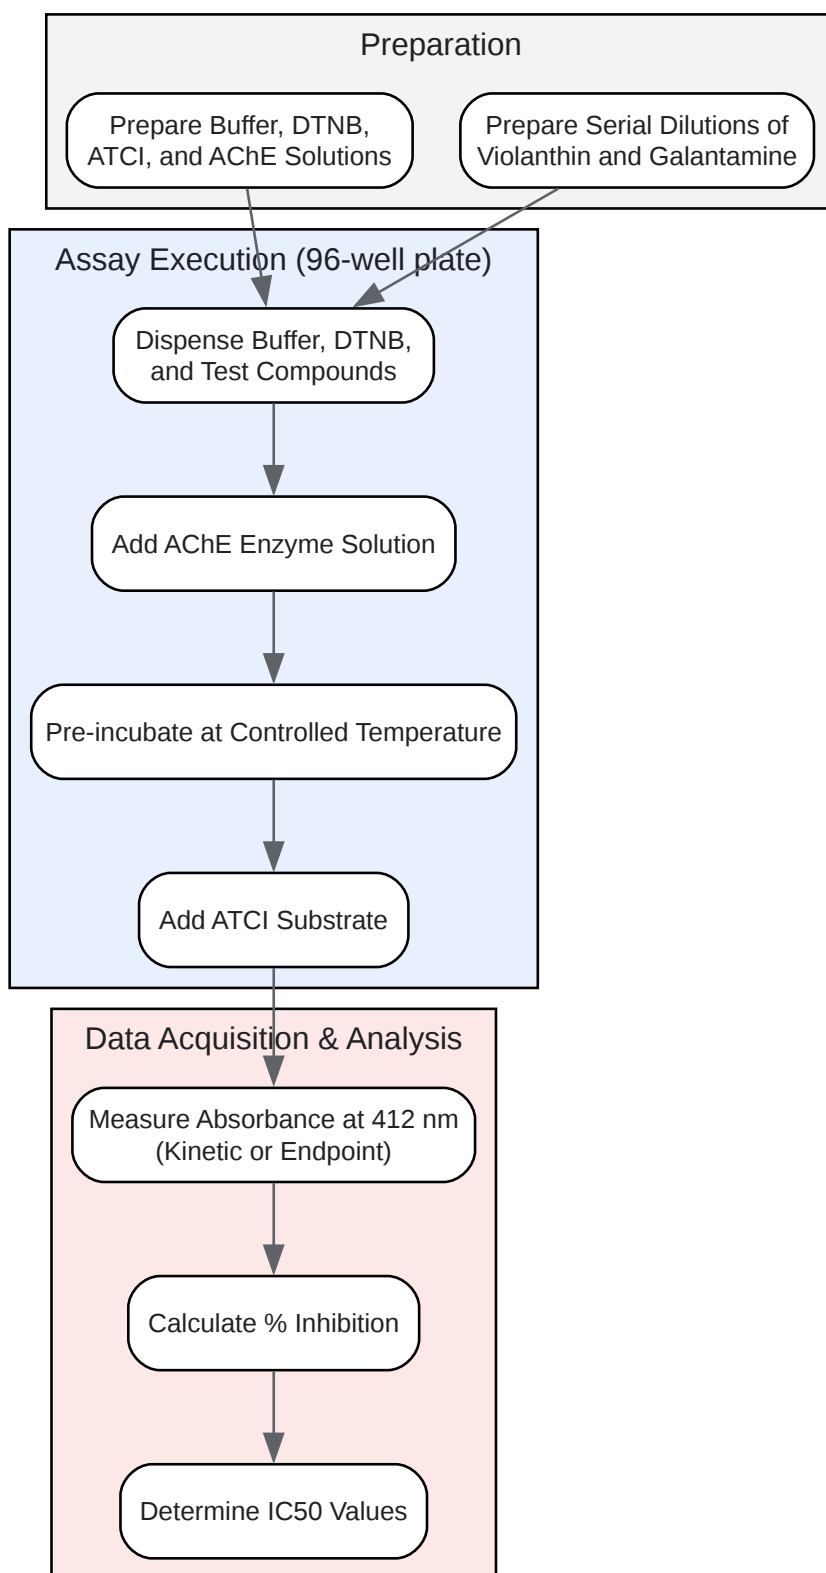 Preparation
Prepare Buffer, DTNB,
ATCI, and AChE Solutions
Prepare Serial Dilutions of
Violanthin and Galantamine
Assay Execution (96-well plate)
Dispense Buffer, DTNB,
and Test Compounds
Add AChE Enzyme Solution
Pre-incubate at Controlled Temperature
Add ATCI Substrate
Data Acquisition & Analysis
Measure Absorbance at 412 nm
(Kinetic or Endpoint)
Calculate % Inhibition
Determine IC50 Values